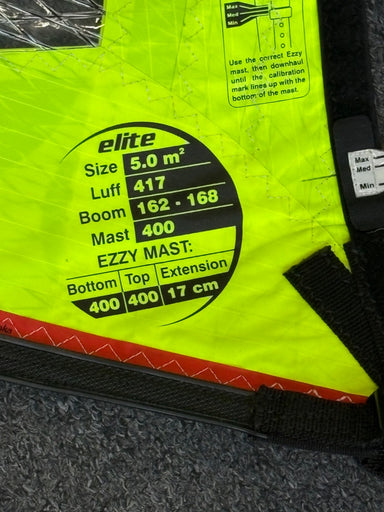 Max
Med
Min
Use the correct Ezzy
mast, then downhaul
until the calibration
mark lines up with the
bottom of the mast.
elite
Size 5.0 m²
Luff 417
Boom 162 - 168
Mast 400
EZZY MAST:
Bottom Top Extension
400 400 17 cm
Max
Med
Min